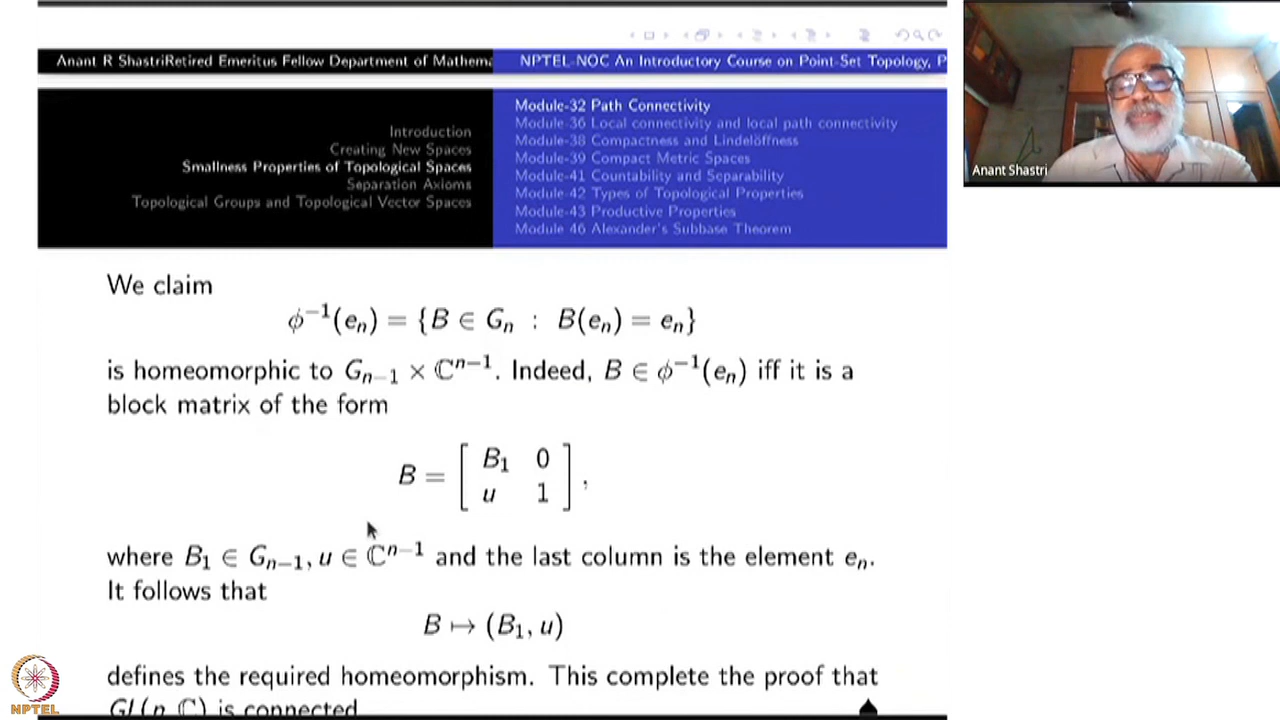 Anant R ShastriRetired Emeritus Fellow Department of Mathema
NPTEL-NOC An Introductory Course on Point-Set Topology, P
Introduction
Creating New Spaces
Smallness Properties of Topological Spaces
Separation Axioms
Topological Groups and Topological Vector Spaces
Module-32 Path Connectivity
Module-36 Local connectivity and local path connectivity
Module-38 Compactness and Lindelöffness
Module-39 Compact Metric Spaces
Module-41 Countability and Separability
Module-42 Types of Topological Properties
Module-43 Productive Properties
Module 46 Alexander's Subbase Theorem
Anant Shastri
We claim
ϕ⁻¹(eₙ) = {B ∈ Gₙ : B(eₙ) = eₙ}
is homeomorphic to Gₙ₋₁ × ℂⁿ⁻¹. Indeed, B ∈ ϕ⁻¹(eₙ) iff it is a
block matrix of the form
B = [ B₁ 0
u 1 ],
where B₁ ∈ Gₙ₋₁, u ∈ ℂⁿ⁻¹ and the last column is the element eₙ.
It follows that
B ↦ (B₁, u)
defines the required homeomorphism. This complete the proof that
GL(n, ℂ) is connected
NPTEL